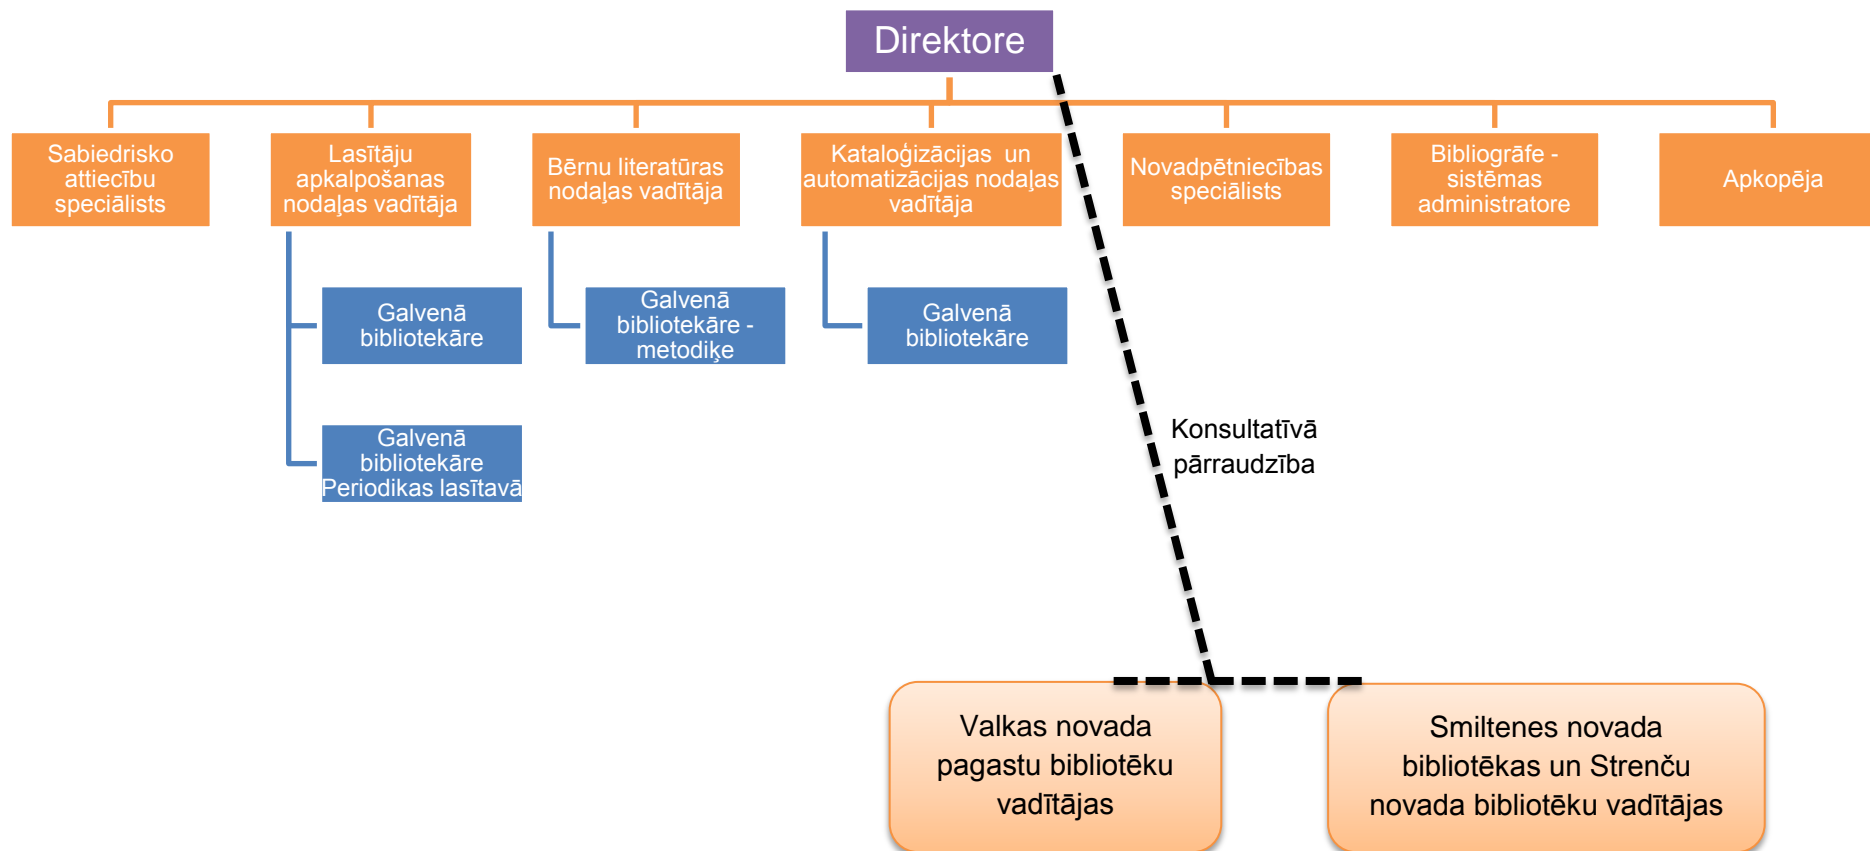 Direktore
Sabiedrisko
attiecību
speciālists
Lasītāju
apkalpošanas
nodaļas vadītāja
Bērnu literatūras
nodaļas vadītāja
Kataloģizācijas un
automatizācijas nodaļas
vadītāja
Novadpētniecības
speciālists
Bibliogrāfe -
sistēmas
administratore
Apkopēja
Galvenā
bibliotekāre
Galvenā
bibliotekāre
Periodikas lasītavā
Galvenā
bibliotekāre -
metodiķe
Galvenā
bibliotekāre
Konsultatīvā
pārraudzība
Valkas novada
pagastu bibliotēku
vadītājas
Smiltenes novada
bibliotēkas un Strenču
novada bibliotēku vadītājas